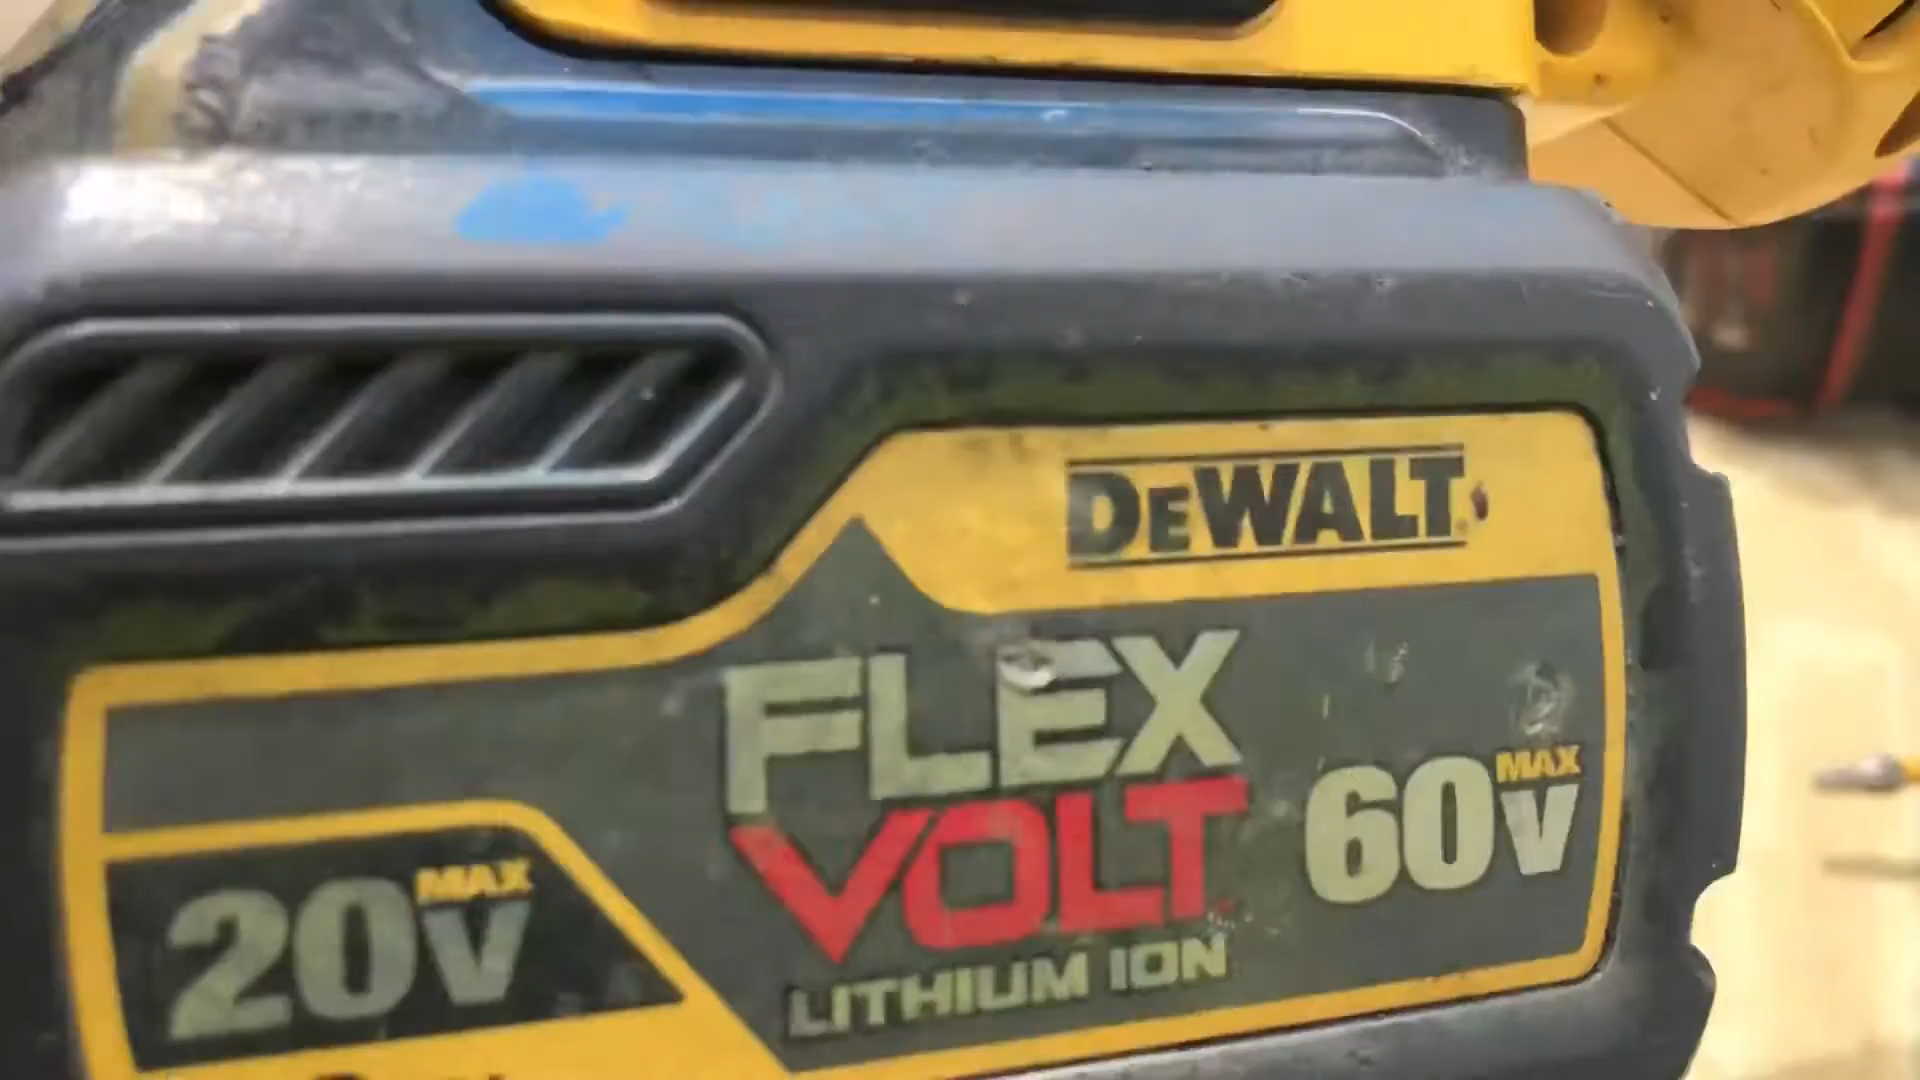 DEWALT
FLEX
VOLT
LITHIUM ION
60V MAX
20V MAX